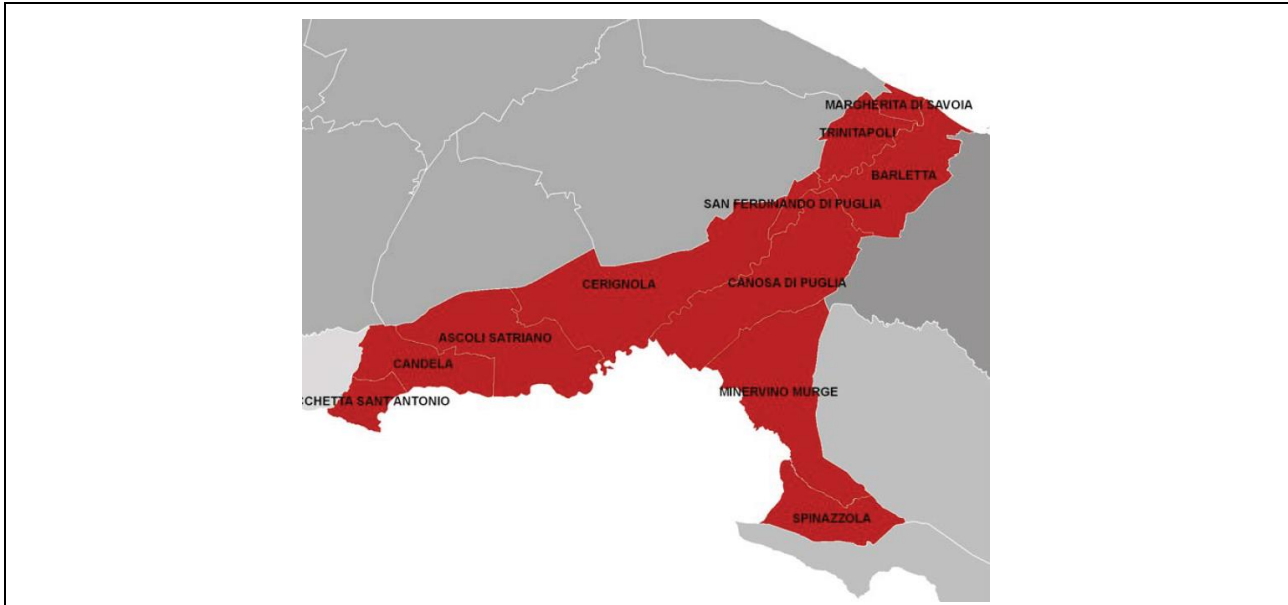 MARGHERITA DI SAVOIA
TRINITAPOLI
BARLETTA
SAN FERDINANDO DI PUGLIA
CERIGNOLA
CANOSA DI PUGLIA
ASCOLI SATRIANO
CANDELA
MINERVINO MURGE
CCHETTA SANT'ANTONIO
SPINAZZOLA